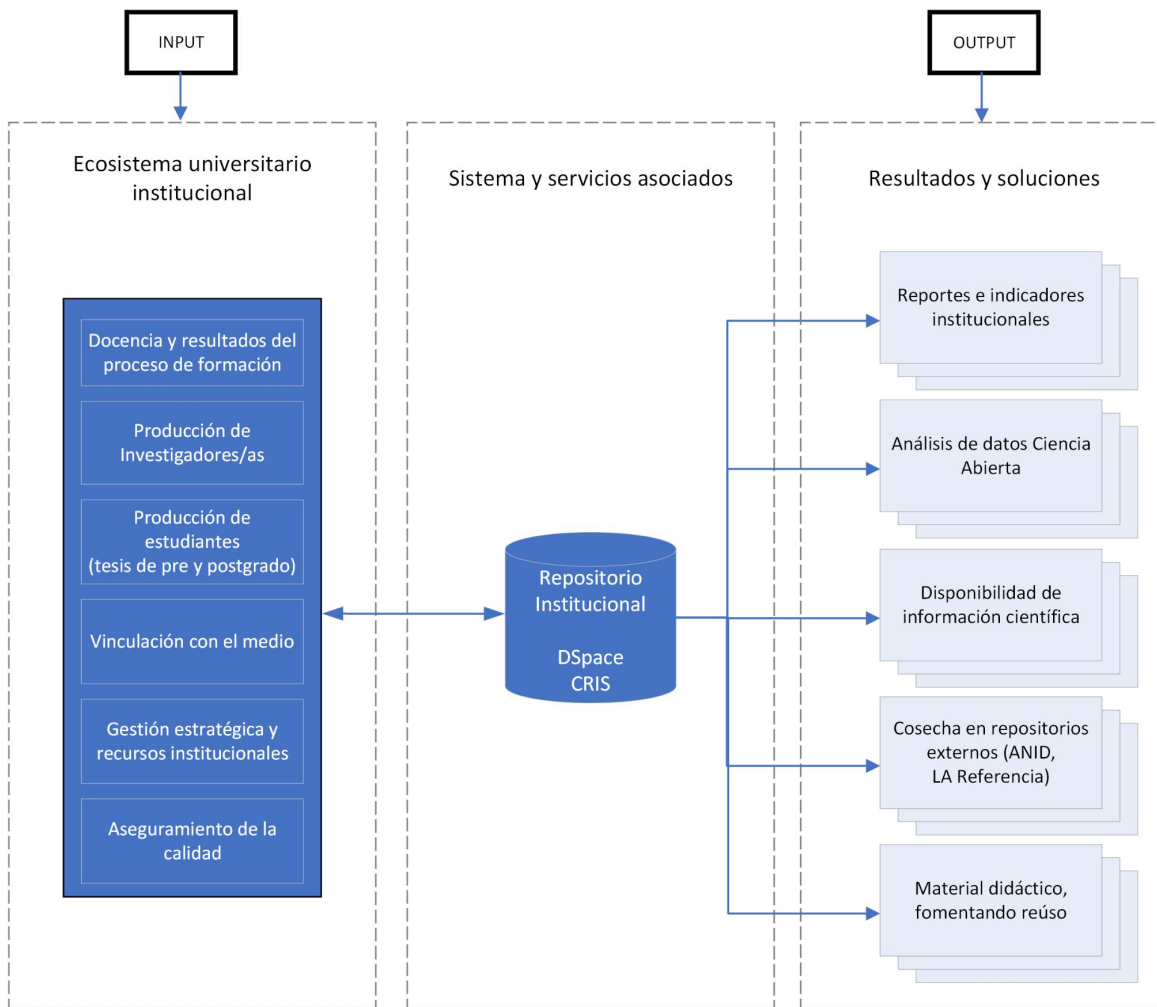 INPUT
OUTPUT
Ecosistema universitario
institucional
Sistema y servicios asociados
Resultados y soluciones
Docencia y resultados del
proceso de formación
Producción de
Investigadores/as
Producción de
estudiantes
(tesis de pre y postgrado)
Vinculación con el medio
Gestión estratégica y
recursos institucionales
Aseguramiento de la
calidad
Repositorio
Institucional
DSpace
CRIS
Reportes e indicadores
institucionales
Análisis de datos Ciencia
Abierta
Disponibilidad de
información científica
Cosecha en repositorios
externos (ANID,
LA Referencia)
Material didáctico,
fomentando reúso